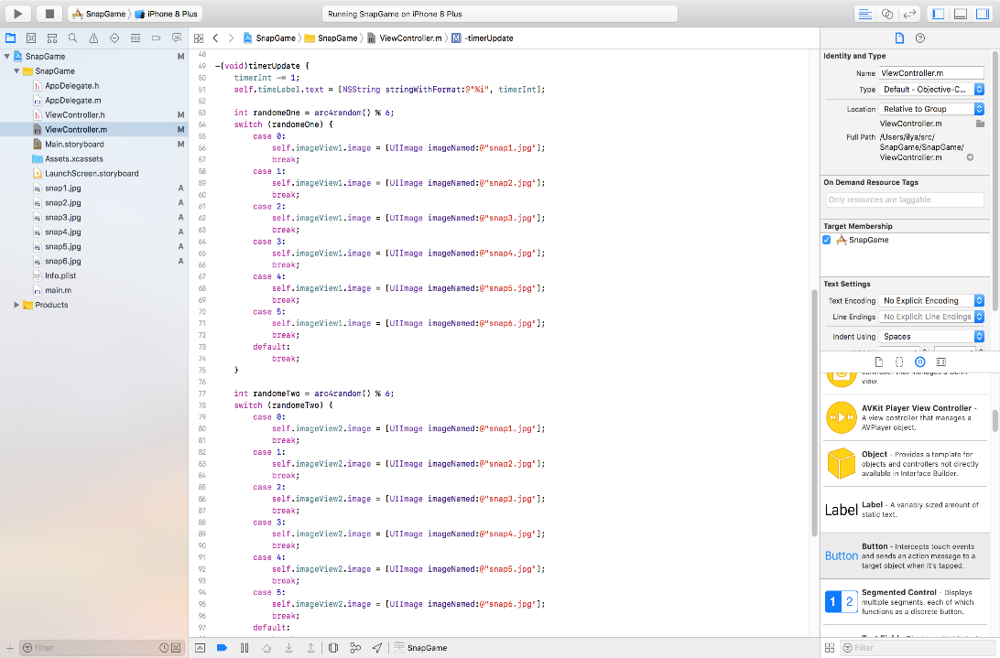 SnapGame
iPhone 8 Plus
Running SnapGame on iPhone 8 Plus
SnapGame
SnapGame
ViewController.m
M
-timerUpdate
SnapGame
M
SnapGame
AppDelegate.h
AppDelegate.m
ViewController.h
M
ViewController.m
M
Main.storyboard
M
Assets.xcassets
LaunchScreen.storyboard
snap1.jpg
A
snap2.jpg
A
snap3.jpg
A
snap4.jpg
A
snap5.jpg
A
snap6.jpg
A
Info.plist
main.m
Products
Filter
48
49 -(void)timerUpdate {
50 timerInt -= 1;
51 self.timeLabel.text = [NSString stringWithFormat:@"%i", timerInt];
52
53 int randomeOne = arc4random() % 6;
54 switch (randomeOne) {
55 case 0:
56 self.imageView1.image = [UIImage imageNamed:@"snap1.jpg"];
57 break;
58 case 1:
59 self.imageView1.image = [UIImage imageNamed:@"snap2.jpg"];
60 break;
61 case 2:
62 self.imageView1.image = [UIImage imageNamed:@"snap3.jpg"];
63 break;
64 case 3:
65 self.imageView1.image = [UIImage imageNamed:@"snap4.jpg"];
66 break;
67 case 4:
68 self.imageView1.image = [UIImage imageNamed:@"snap5.jpg"];
69 break;
70 case 5:
71 self.imageView1.image = [UIImage imageNamed:@"snap6.jpg"];
72 break;
73 default:
74 break;
75 }
76
77 int randomeTwo = arc4random() % 6;
78 switch (randomeTwo) {
79 case 0:
80 self.imageView2.image = [UIImage imageNamed:@"snap1.jpg"];
81 break;
82 case 1:
83 self.imageView2.image = [UIImage imageNamed:@"snap2.jpg"];
84 break;
85 case 2:
86 self.imageView2.image = [UIImage imageNamed:@"snap3.jpg"];
87 break;
88 case 3:
89 self.imageView2.image = [UIImage imageNamed:@"snap4.jpg"];
90 break;
91 case 4:
92 self.imageView2.image = [UIImage imageNamed:@"snap5.jpg"];
93 break;
94 case 5:
95 self.imageView2.image = [UIImage imageNamed:@"snap6.jpg"];
96 break;
default:
break;
SnapGame
Identity and Type
Name ViewController.m
Type Default - Objective-C...
Location Relative to Group
ViewController.m
Full Path /Users/ilya/src/
SnapGame/SnapGame/
ViewController.m
On Demand Resource Tags
Only resources are taggable
Target Membership
SnapGame
Text Settings
Text Encoding No Explicit Encoding
Line Endings No Explicit Line Endings
Indent Using Spaces
view.
AVKit Player View Controller -
A view controller that manages a
AVPlayer object.
Object - Provides a template for
objects and controllers not directly
available in Interface Builder.
Label
Label - A variably sized amount of
static text.
Button
Button - Intercepts touch events
and sends an action message to a
target object when it's tapped.
1 2
Segmented Control - Displays
multiple segments, each of which
functions as a discrete button.
Filter